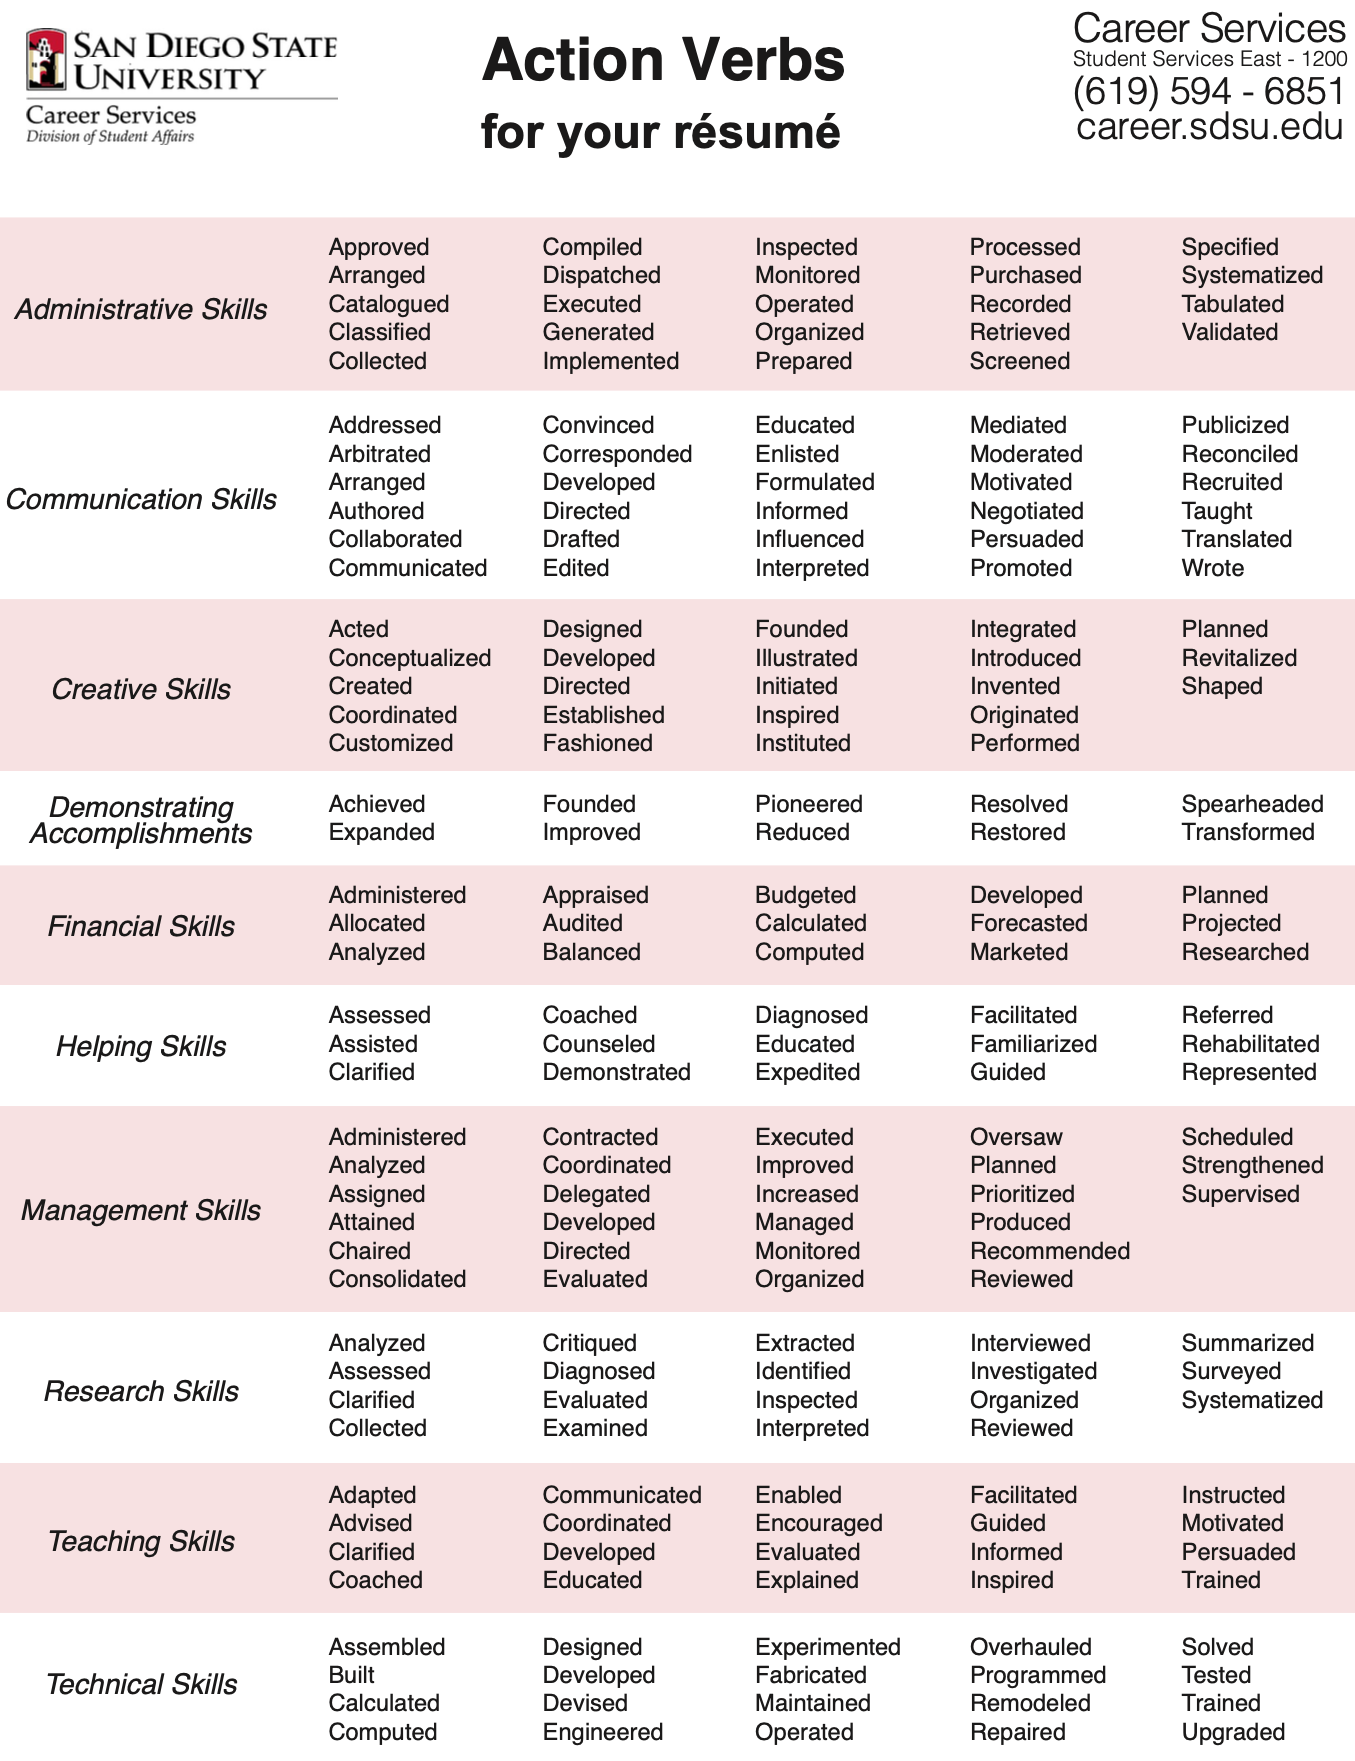 SAN DIEGO STATE
UNIVERSITY
Career Services
Division of Student Affairs
Action Verbs
for your résumé
Career Services
Student Services East - 1200
(619) 594 - 6851
career.sdsu.edu
Administrative Skills
Approved Compiled Inspected Processed Specified
Arranged Dispatched Monitored Purchased Systematized
Catalogued Executed Operated Recorded Tabulated
Classified Generated Organized Retrieved Validated
Collected Implemented Prepared Screened
Communication Skills
Addressed Convinced Educated Mediated Publicized
Arbitrated Corresponded Enlisted Moderated Reconciled
Arranged Developed Formulated Motivated Recruited
Authored Directed Informed Negotiated Taught
Collaborated Drafted Influenced Persuaded Translated
Communicated Edited Interpreted Promoted Wrote
Creative Skills
Acted Designed Founded Integrated Planned
Conceptualized Developed Illustrated Introduced Revitalized
Created Directed Initiated Invented Shaped
Coordinated Established Inspired Originated
Customized Fashioned Instituted Performed
Demonstrating
Accomplishments
Achieved Founded Pioneered Resolved Spearheaded
Expanded Improved Reduced Restored Transformed
Financial Skills
Administered Appraised Budgeted Developed Planned
Allocated Audited Calculated Forecasted Projected
Analyzed Balanced Computed Marketed Researched
Helping Skills
Assessed Coached Diagnosed Facilitated Referred
Assisted Counseled Educated Familiarized Rehabilitated
Clarified Demonstrated Expedited Guided Represented
Management Skills
Administered Contracted Executed Oversaw Scheduled
Analyzed Coordinated Improved Planned Strengthened
Assigned Delegated Increased Prioritized Supervised
Attained Developed Managed Produced
Chaired Directed Monitored Recommended
Consolidated Evaluated Organized Reviewed
Research Skills
Analyzed Critiqued Extracted Interviewed Summarized
Assessed Diagnosed Identified Investigated Surveyed
Clarified Evaluated Inspected Organized Systematized
Collected Examined Interpreted Reviewed
Teaching Skills
Adapted Communicated Enabled Facilitated Instructed
Advised Coordinated Encouraged Guided Motivated
Clarified Developed Evaluated Informed Persuaded
Coached Educated Explained Inspired Trained
Technical Skills
Assembled Designed Experimented Overhauled Solved
Built Developed Fabricated Programmed Tested
Calculated Devised Maintained Remodeled Trained
Computed Engineered Operated Repaired Upgraded